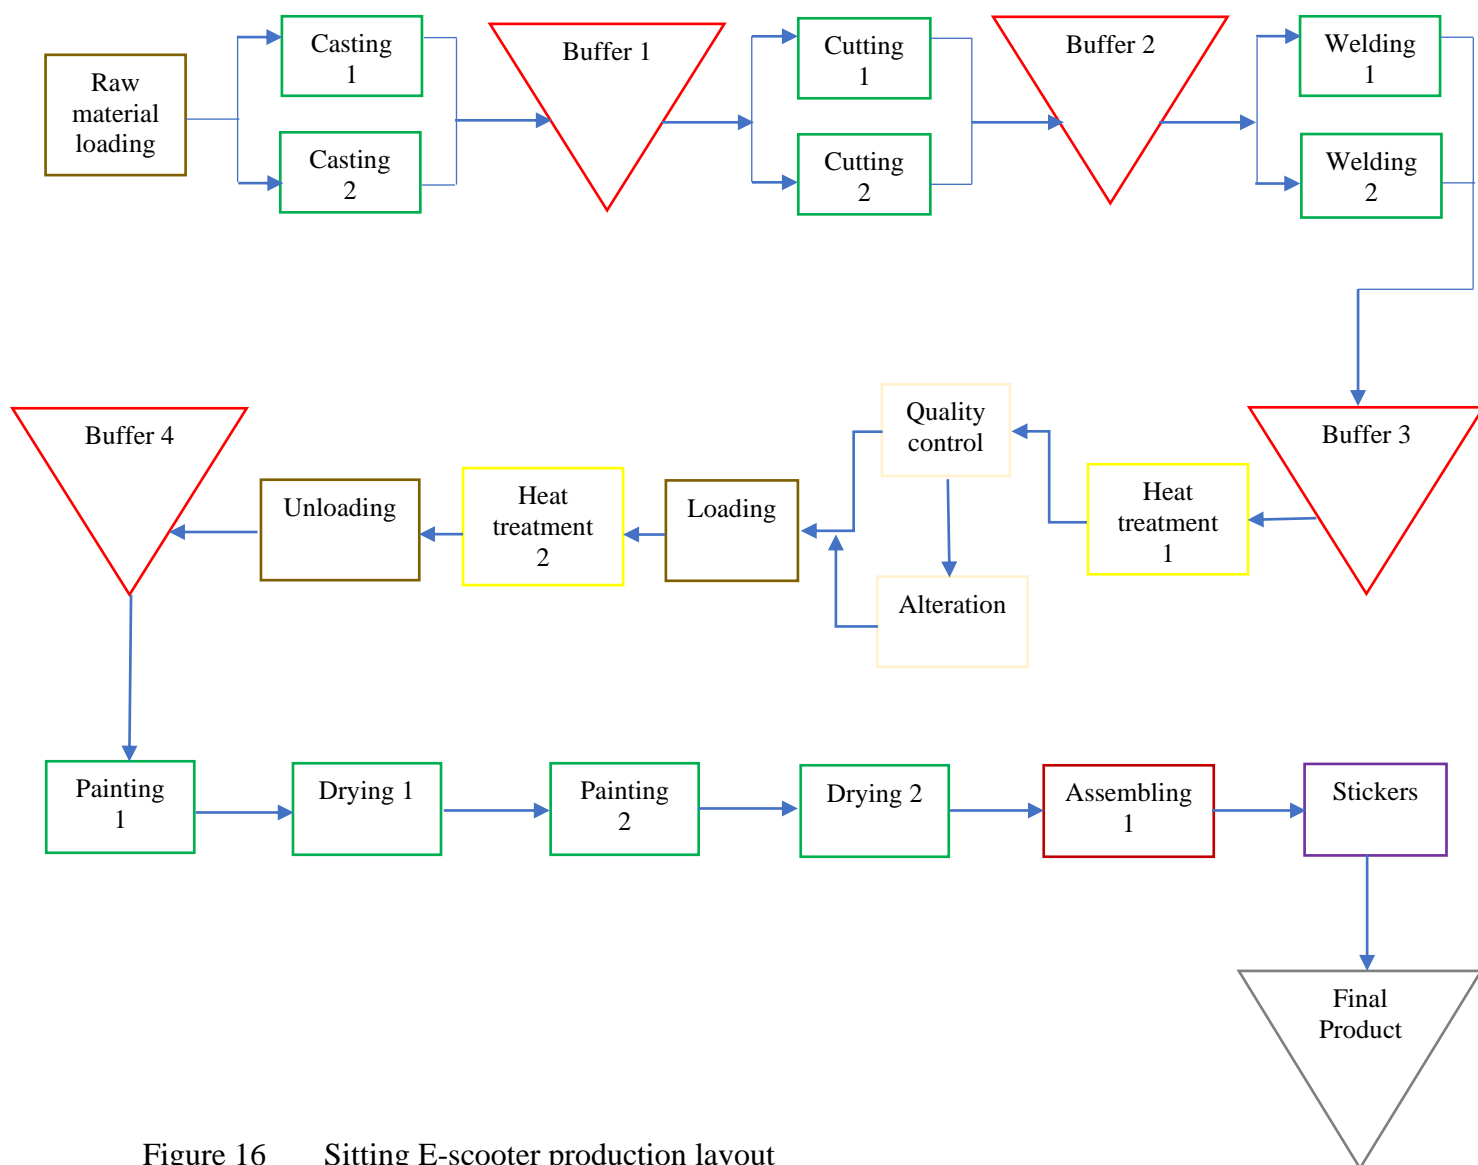 Raw
material
loading
Casting
1
Casting
2
Buffer 1
Cutting
1
Cutting
2
Buffer 2
Welding
1
Welding
2
Buffer 3
Heat
treatment
1
Quality
control
Alteration
Loading
Heat
treatment
2
Unloading
Buffer 4
Painting
1
Drying 1
Painting
2
Drying 2
Assembling
1
Stickers
Final
Product
Figure 16 Sitting E-scooter production layout